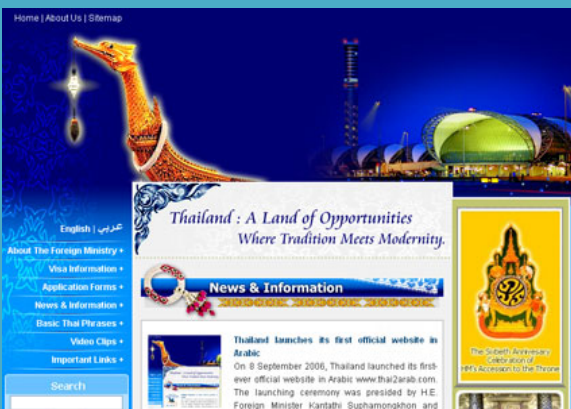 Home | About Us | Sitemap
Thailand : A Land of Opportunities
Where Tradition Meets Modernity.
English | عربي
About The Foreign Ministry +
Visa Information +
Application Forms +
News & Information +
Basic Thai Phrases +
Video Clips +
Important Links +
Search
News & Information
Thailand launches its first official website in
Arabic
On 8 September 2006, Thailand launched its first-
ever official website in Arabic www.thai2arab.com.
The launching ceremony was presided by H.E.
Foreign Minister Kantathi Suphamongkhon and
The Sixtieth Anniversary
Celebration of
HM's Accession to the Throne